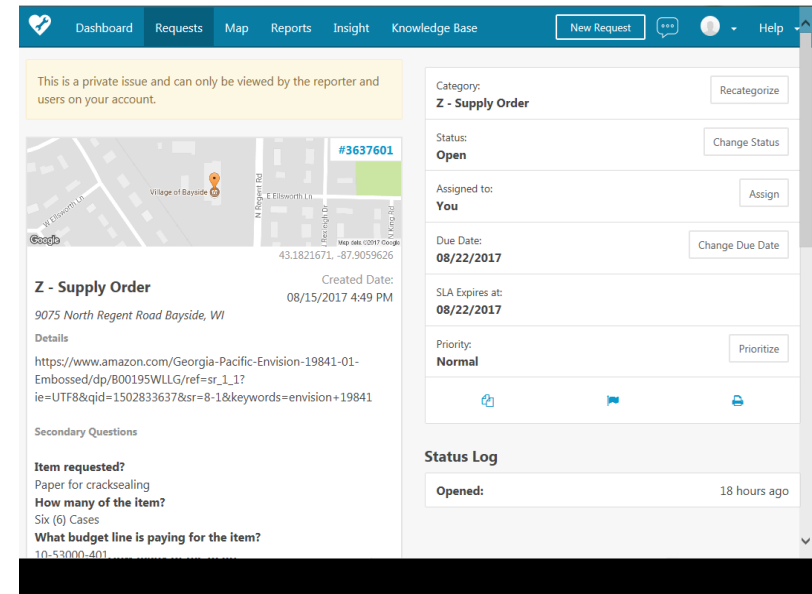 Dashboard Requests Map Reports Insight Knowledge Base New Request Help
This is a private issue and can only be viewed by the reporter and
users on your account.
#3637601
Village of Bayside
W Ellsworth Ln
N Regent Rd
E Ellsworth Ln
N Rexleigh Dr
N King Rd
Google
Map data ©2017 Google
43.1821671, -87.9059626
Z - Supply Order
Created Date:
08/15/2017 4:49 PM
9075 North Regent Road Bayside, WI
Details
https://www.amazon.com/Georgia-Pacific-Envision-19841-01-
Embossed/dp/B00195WLLG/ref=sr_1_1?
ie=UTF8&qid=1502833637&sr=8-1&keywords=envision+19841
Secondary Questions
Item requested?
Paper for cracksealing
How many of the item?
Six (6) Cases
What budget line is paying for the item?
10-53000-401
Category:
Z - Supply Order
Recategorize
Status:
Open
Change Status
Assigned to:
You
Assign
Due Date:
08/22/2017
Change Due Date
SLA Expires at:
08/22/2017
Priority:
Normal
Prioritize
Status Log
Opened: 18 hours ago